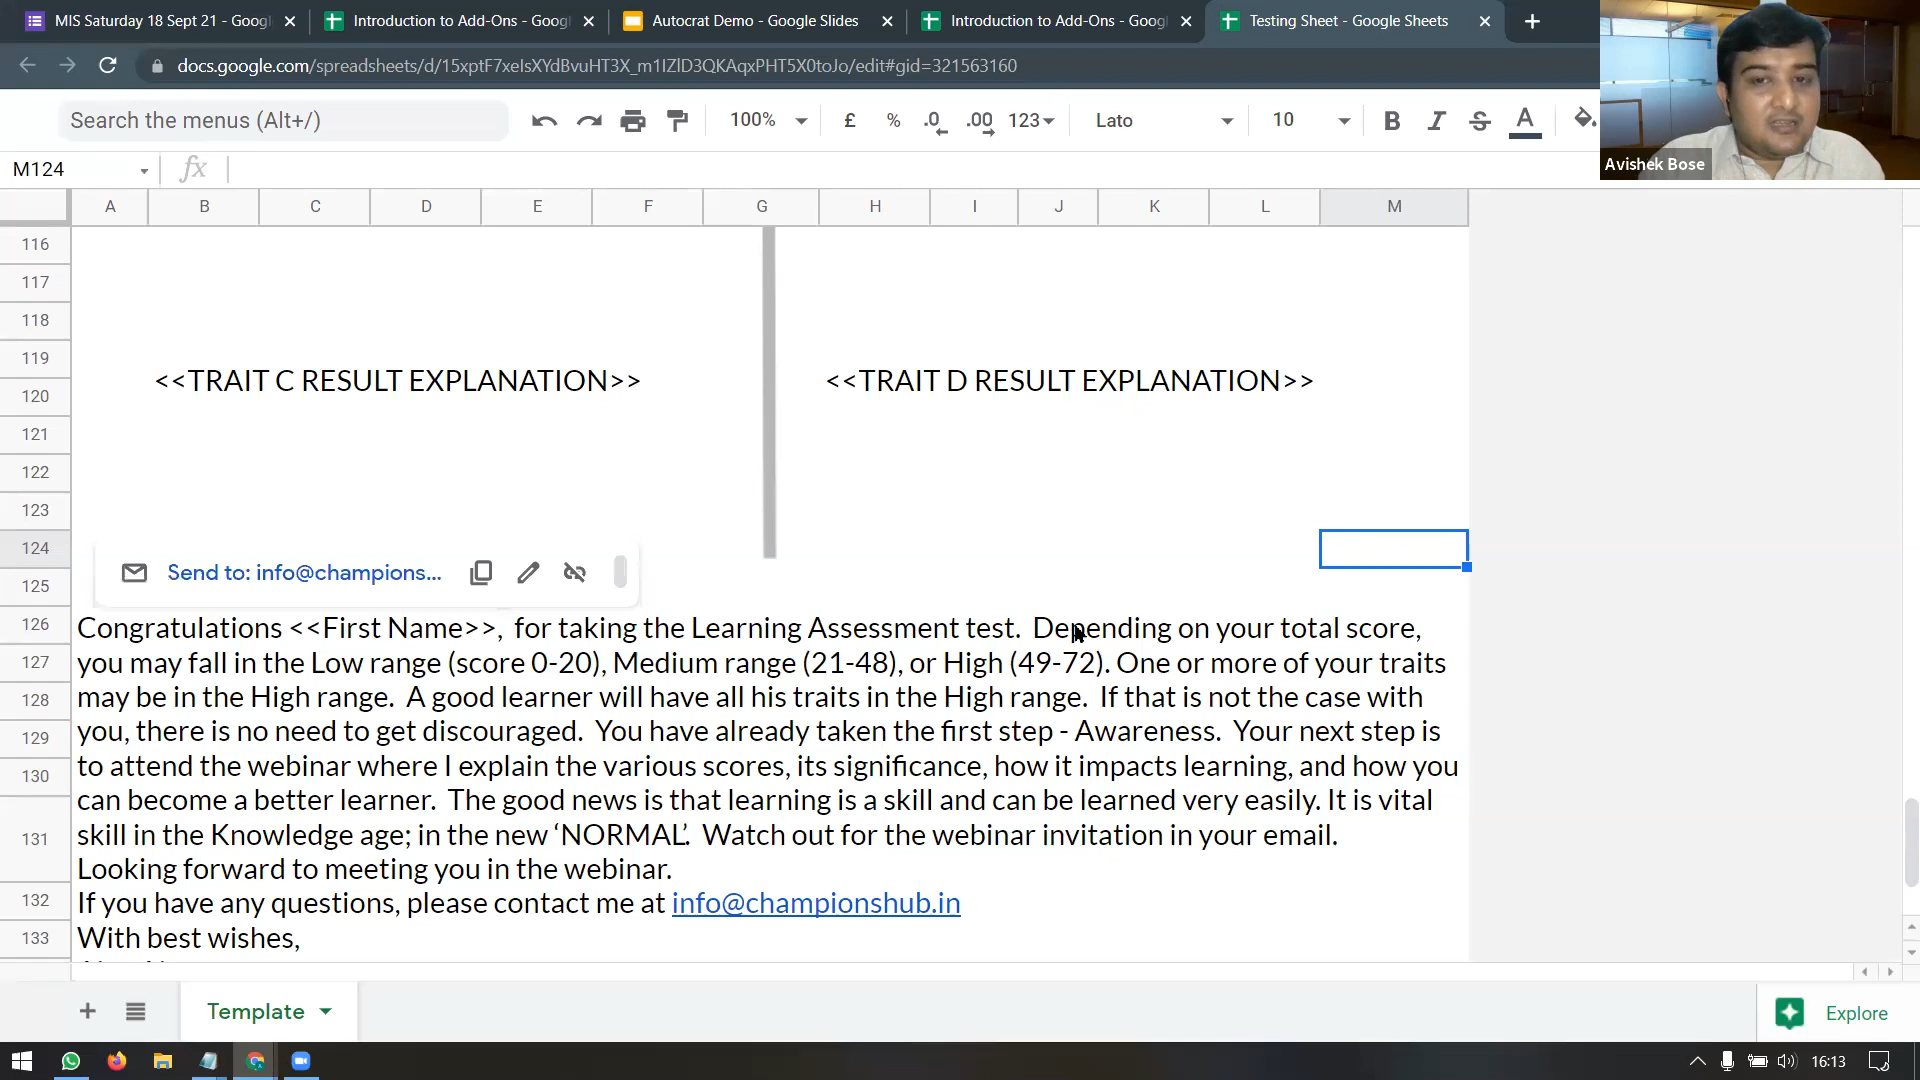 MIS Saturday 18 Sept 21 - Goog
Introduction to Add-Ons - Goog
Autocrat Demo - Google Slides
Introduction to Add-Ons - Goog
Testing Sheet - Google Sheets
docs.google.com/spreadsheets/d/15xptF7xeIsXYdBvuHT3X_m1IZlD3QKAqxPHT5X0toJo/edit#gid=321563160
Search the menus (Alt+/)
100%
£
%
.0
.00
123
Lato
10
B
I
S
A
Avishek Bose
M124
fx
A B C D E F G H I J K L M
116
117
118
119
<<TRAIT C RESULT EXPLANATION>> <<TRAIT D RESULT EXPLANATION>>
120
121
122
123
124
Send to: info@champions...
125
126 Congratulations <<First Name>>, for taking the Learning Assessment test. Depending on your total score,
127 you may fall in the Low range (score 0-20), Medium range (21-48), or High (49-72). One or more of your traits
128 may be in the High range. A good learner will have all his traits in the High range. If that is not the case with
129 you, there is no need to get discouraged. You have already taken the first step - Awareness. Your next step is
130 to attend the webinar where I explain the various scores, its significance, how it impacts learning, and how you
can become a better learner. The good news is that learning is a skill and can be learned very easily. It is vital
131 skill in the Knowledge age; in the new ‘NORMAL’. Watch out for the webinar invitation in your email.
Looking forward to meeting you in the webinar.
132 If you have any questions, please contact me at info@championshub.in
133 With best wishes,
Template
Explore
16:13